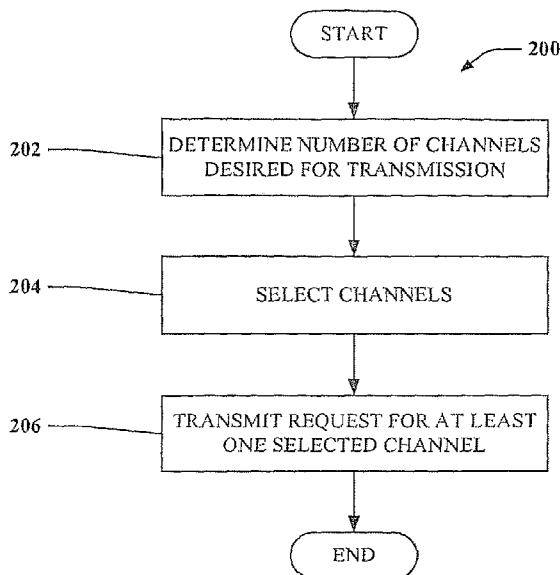 START
200
202
DETERMINE NUMBER OF CHANNELS
DESIRED FOR TRANSMISSION
204
SELECT CHANNELS
206
TRANSMIT REQUEST FOR AT LEAST
ONE SELECTED CHANNEL
END